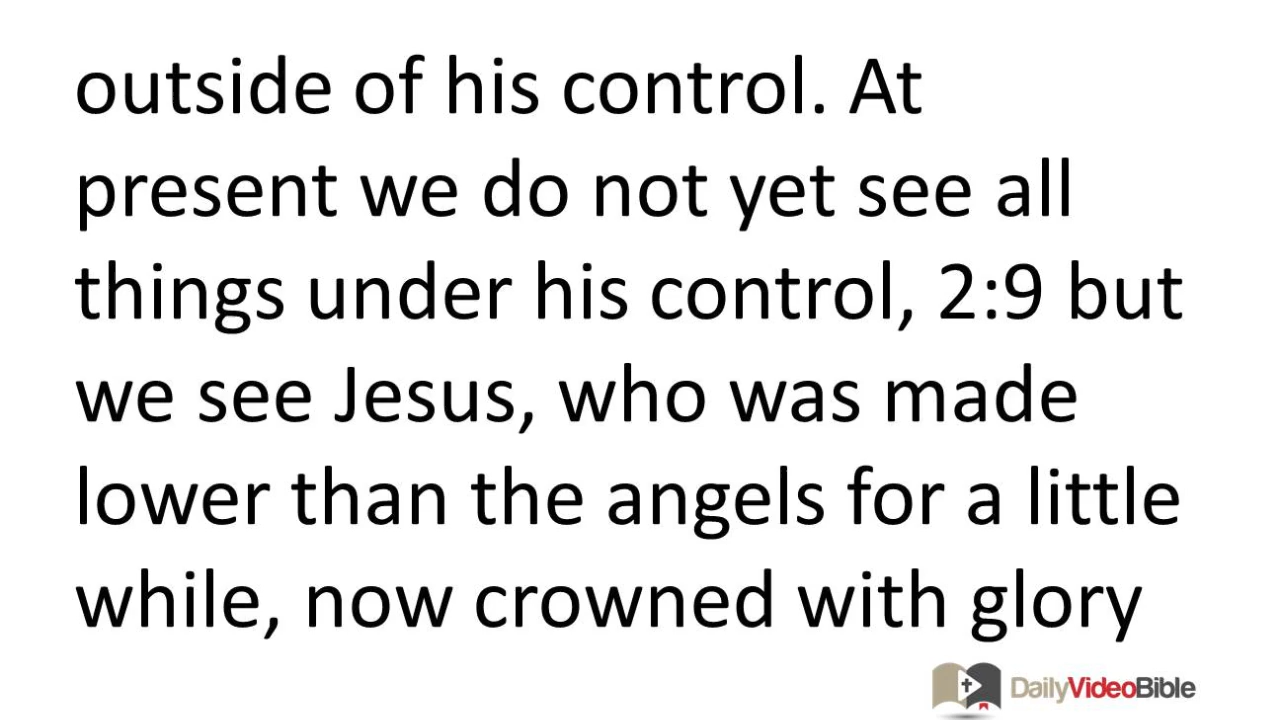 outside of his control. At
present we do not yet see all
things under his control, 2:9 but
we see Jesus, who was made
lower than the angels for a little
while, now crowned with glory
DailyVideoBible